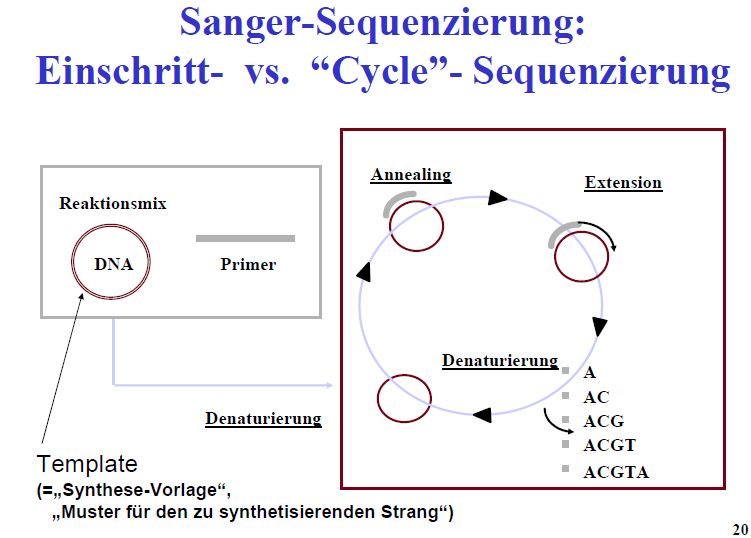 Sanger-Sequenzierung:
Einschritt- vs. “Cycle”- Sequenzierung
Reaktionsmix
DNA
Primer
Denaturierung
Template
(=„Synthese-Vorlage“,
„Muster für den zu synthetisierenden Strang“)
Annealing
Extension
Denaturierung
A
AC
ACG
ACGT
ACGTA
20